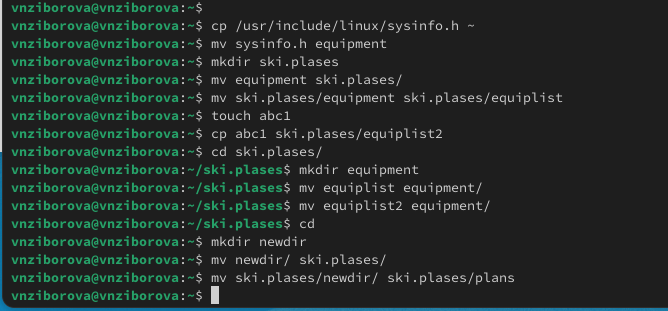 vnziborova@vnziborova:~$
vnziborova@vnziborova:~$ cp /usr/include/linux/sysinfo.h ~
vnziborova@vnziborova:~$ mv sysinfo.h equipment
vnziborova@vnziborova:~$ mkdir ski.plases
vnziborova@vnziborova:~$ mv equipment ski.plases/
vnziborova@vnziborova:~$ mv ski.plases/equipment ski.plases/equiplist
vnziborova@vnziborova:~$ touch abc1
vnziborova@vnziborova:~$ cp abc1 ski.plases/equiplist2
vnziborova@vnziborova:~$ cd ski.plases/
vnziborova@vnziborova:~/ski.plases$ mkdir equipment
vnziborova@vnziborova:~/ski.plases$ mv equiplist equipment/
vnziborova@vnziborova:~/ski.plases$ mv equiplist2 equipment/
vnziborova@vnziborova:~/ski.plases$ cd
vnziborova@vnziborova:~$ mkdir newdir
vnziborova@vnziborova:~$ mv newdir/ ski.plases/
vnziborova@vnziborova:~$ mv ski.plases/newdir/ ski.plases/plans
vnziborova@vnziborova:~$